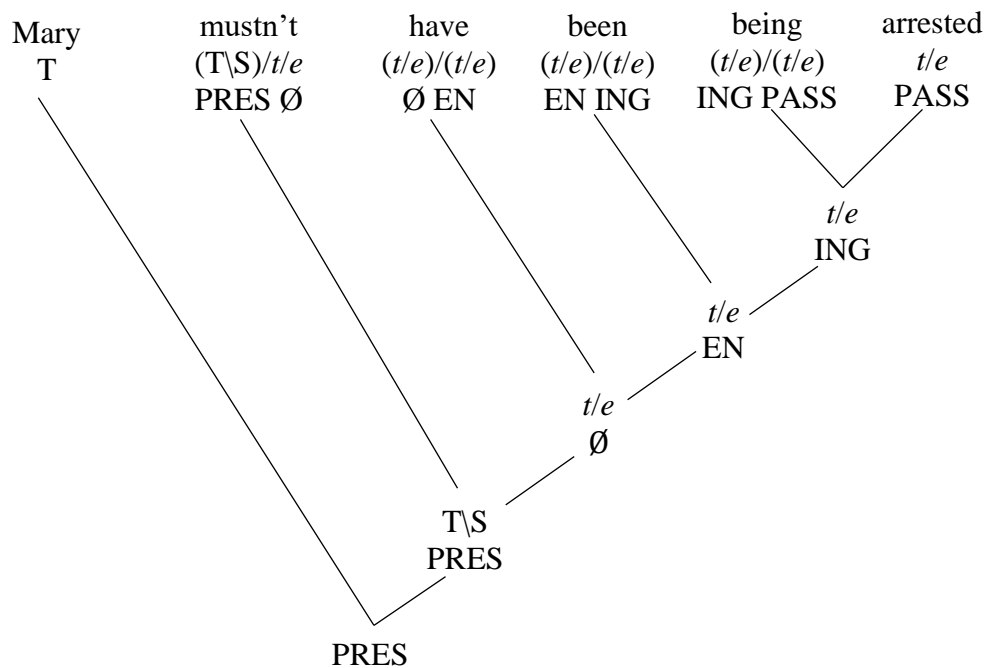 Mary mustn’t have been being arrested
T (T\S)/t/e (t/e)/(t/e) (t/e)/(t/e) (t/e)/(t/e) t/e
PRES Ø Ø EN EN ING ING PASS PASS
t/e
ING
t/e
EN
t/e
Ø
T\S
PRES
PRES